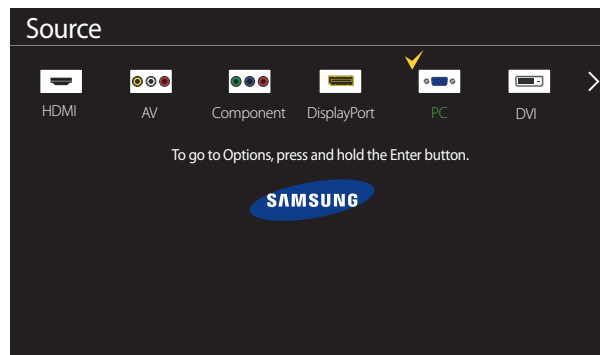 Source
HDMI AV Component DisplayPort PC DVI
To go to Options, press and hold the Enter button.
SAMSUNG